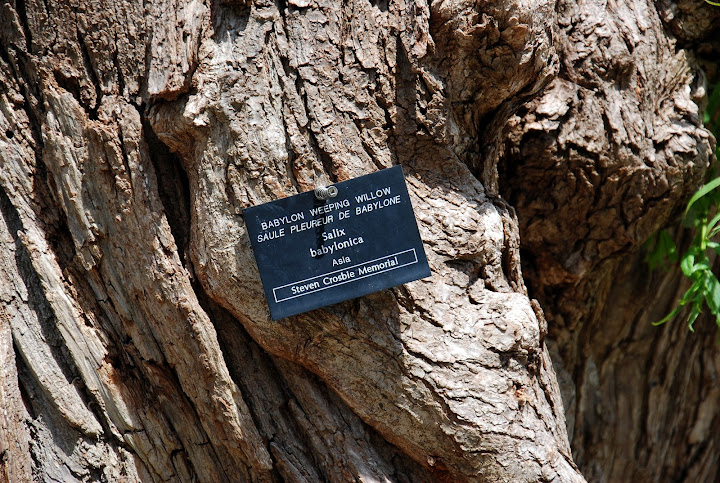 BABYLON WEEPING WILLOW
SAULE PLEUREUR DE BABYLONE
Salix
babylonica
Asia
Steven Crosbie Memorial